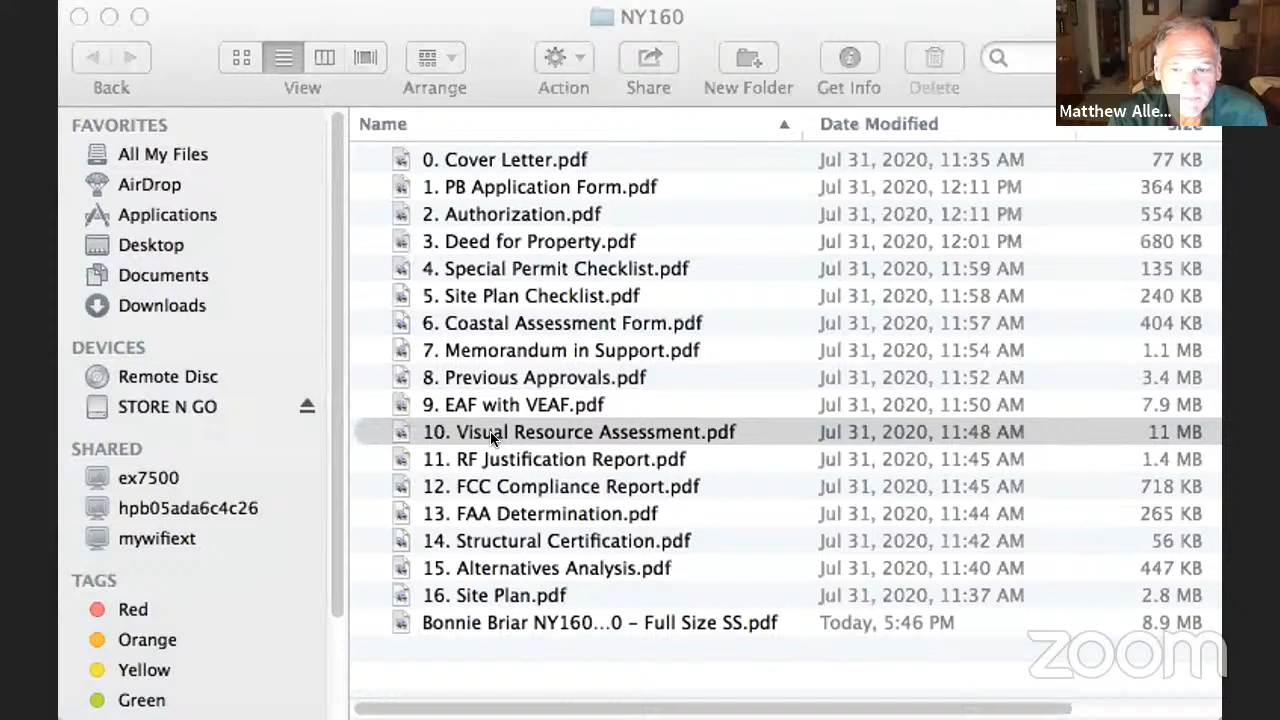 NY160
Back
View
Arrange
Action
Share
New Folder
Get Info
Delete
Matthew Alle...
FAVORITES
All My Files
AirDrop
Applications
Desktop
Documents
Downloads
DEVICES
Remote Disc
STORE N GO
SHARED
ex7500
hpb05ada6c4c26
mywifiext
TAGS
Red
Orange
Yellow
Green
Name Date Modified Size
0. Cover Letter.pdf Jul 31, 2020, 11:35 AM 77 KB
1. PB Application Form.pdf Jul 31, 2020, 12:11 PM 364 KB
2. Authorization.pdf Jul 31, 2020, 12:11 PM 554 KB
3. Deed for Property.pdf Jul 31, 2020, 12:01 PM 680 KB
4. Special Permit Checklist.pdf Jul 31, 2020, 11:59 AM 135 KB
5. Site Plan Checklist.pdf Jul 31, 2020, 11:58 AM 240 KB
6. Coastal Assessment Form.pdf Jul 31, 2020, 11:57 AM 404 KB
7. Memorandum in Support.pdf Jul 31, 2020, 11:54 AM 1.1 MB
8. Previous Approvals.pdf Jul 31, 2020, 11:52 AM 3.4 MB
9. EAF with VEAF.pdf Jul 31, 2020, 11:50 AM 7.9 MB
10. Visual Resource Assessment.pdf Jul 31, 2020, 11:48 AM 11 MB
11. RF Justification Report.pdf Jul 31, 2020, 11:45 AM 1.4 MB
12. FCC Compliance Report.pdf Jul 31, 2020, 11:45 AM 718 KB
13. FAA Determination.pdf Jul 31, 2020, 11:44 AM 265 KB
14. Structural Certification.pdf Jul 31, 2020, 11:42 AM 56 KB
15. Alternatives Analysis.pdf Jul 31, 2020, 11:40 AM 447 KB
16. Site Plan.pdf Jul 31, 2020, 11:37 AM 2.8 MB
Bonnie Briar NY160...0 – Full Size SS.pdf Today, 5:46 PM 8.9 MB
zoom